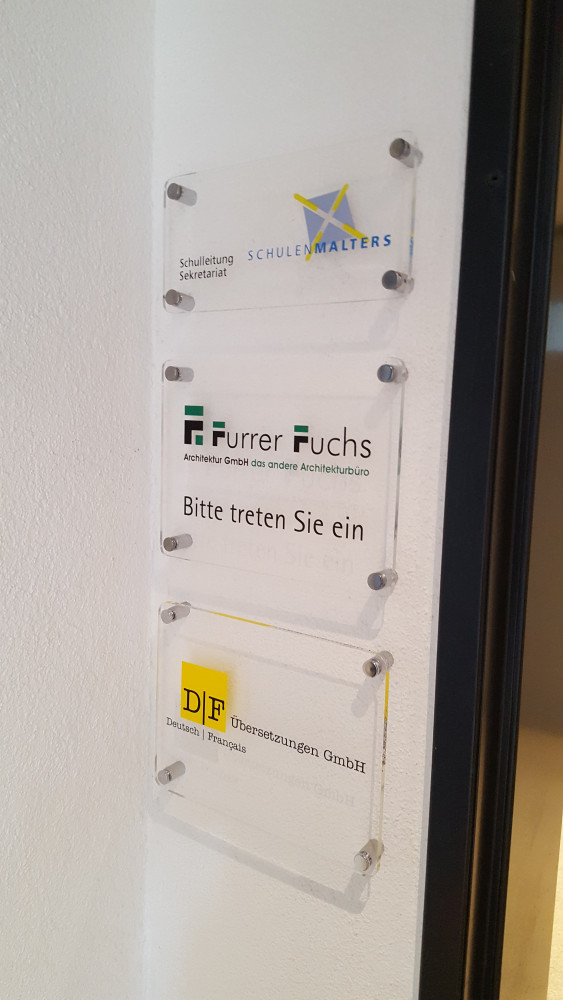 Schulleitung
Sekretariat
SCHULENMALTERS
Furrer Fuchs
Architektur GmbH das andere Architekturbüro
Bitte treten Sie ein
D|F Übersetzungen GmbH
Deutsch | Français